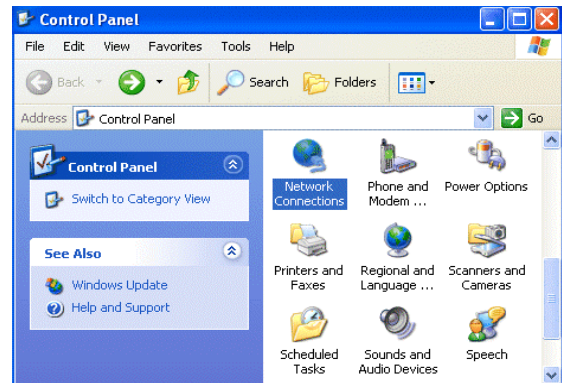 Control Panel
File Edit View Favorites Tools Help
Back Search Folders
Address Control Panel Go
Control Panel
Switch to Category View
See Also
Windows Update
Help and Support
Network Connections
Phone and Modem ...
Power Options
Printers and Faxes
Regional and Language ...
Scanners and Cameras
Scheduled Tasks
Sounds and Audio Devices
Speech